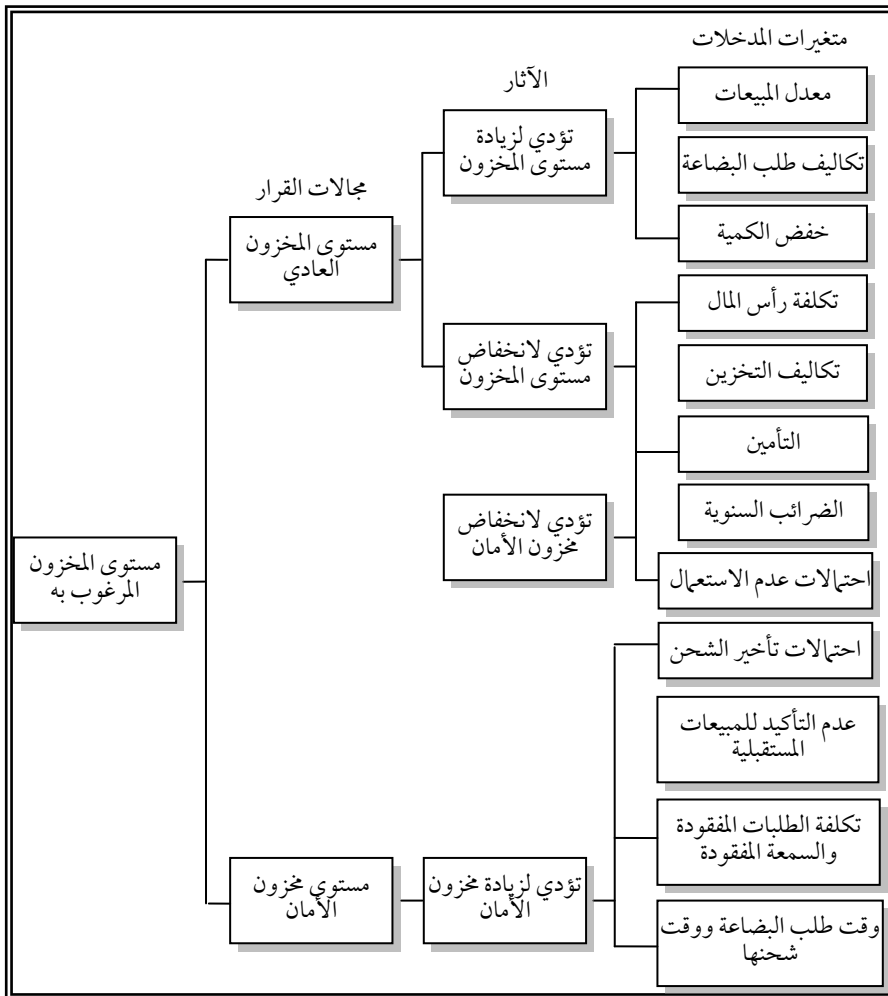 متغيرات المدخلات
معدل المبيعات
تكاليف طلب البضاعة
خفض الكمية
تكلفة رأس المال
تكاليف التخزين
التأمين
الضرائب السنوية
احتمالات عدم الاستعمال
احتمالات تأخير الشحن
عدم التأكيد للمبيعات
المستقبلية
تكلفة الطلبات المفقودة
والسمعة المفقودة
وقت طلب البضاعة ووقت
شحنها
الآثار
تؤدي لزيادة
مستوى المخزون
تؤدي لانخفاض
مستوى المخزون
تؤدي لانخفاض
مخزون الأمان
تؤدي لزيادة مخزون
الأمان
مجالات القرار
مستوى المخزون
العادي
مستوى مخزون
الأمان
مستوى المخزون
المرغوب به